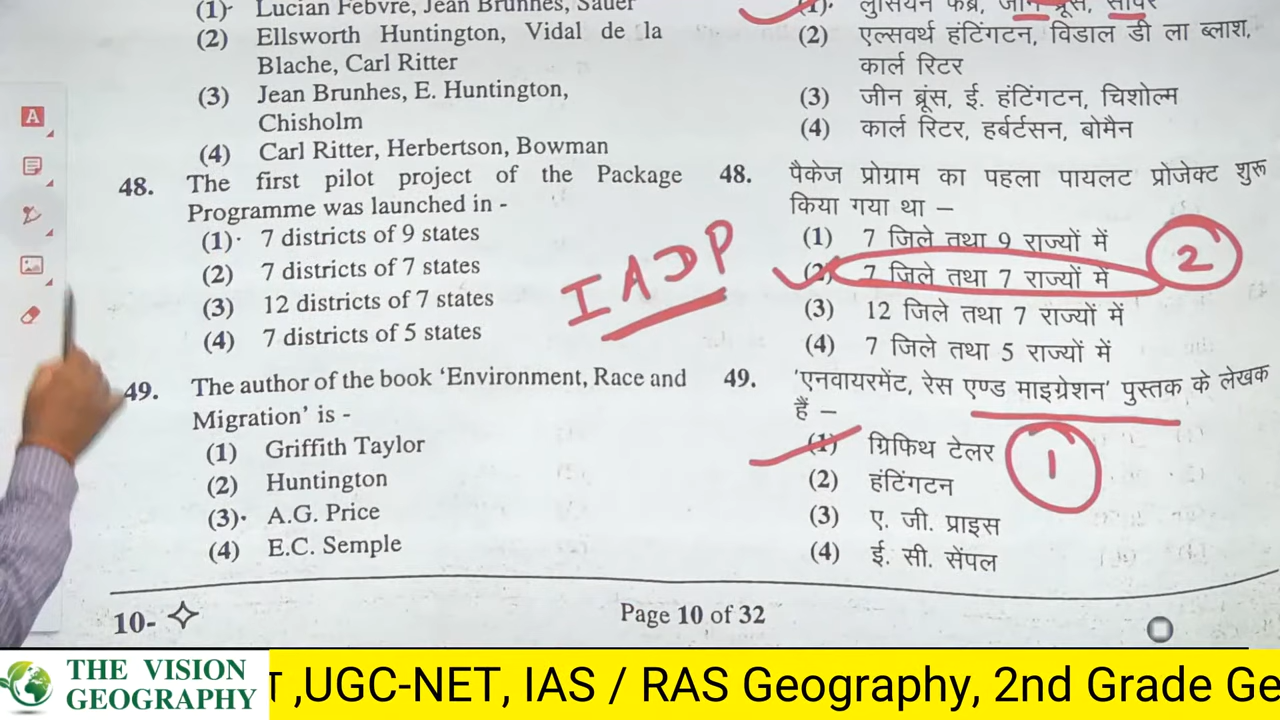 (1)· Lucian Febvre, Jean Brunhes, Sauer
(2) Ellsworth Huntington, Vidal de la
Blache, Carl Ritter
(3) Jean Brunhes, E. Huntington,
Chisholm
(4) Carl Ritter, Herbertson, Bowman
48. The first pilot project of the Package
Programme was launched in -
(1)· 7 districts of 9 states
(2) 7 districts of 7 states
(3) 12 districts of 7 states
(4) 7 districts of 5 states
IADP
49. The author of the book ‘Environment, Race and
Migration’ is -
(1) Griffith Taylor
(2) Huntington
(3)· A.G. Price
(4) E.C. Semple
(1)· लुसियन फेब्रे, जीन ब्रूंस, सावर
(2) एल्सवर्थ हंटिंगटन, विडाल डी ला ब्लाश,
कार्ल रिटर
(3) जीन ब्रूंस, ई. हंटिंगटन, चिशोल्म
(4) कार्ल रिटर, हर्बर्टसन, बोमैन
48. पैकेज प्रोग्राम का पहला पायलट प्रोजेक्ट शुरू
किया गया था –
(1) 7 जिले तथा 9 राज्यों में
(2) 7 जिले तथा 7 राज्यों में
2
(3) 12 जिले तथा 7 राज्यों में
(4) 7 जिले तथा 5 राज्यों में
49. 'एनवायरमेंट, रेस एण्ड माइग्रेशन' पुस्तक के लेखक
हैं –
(1) ग्रिफिथ टेलर
1
(2) हंटिंगटन
(3) ए. जी. प्राइस
(4) ई. सी. सेंपल
10-
Page 10 of 32
A
THE VISION
GEOGRAPHY
,UGC-NET, IAS / RAS Geography, 2nd Grade Ge